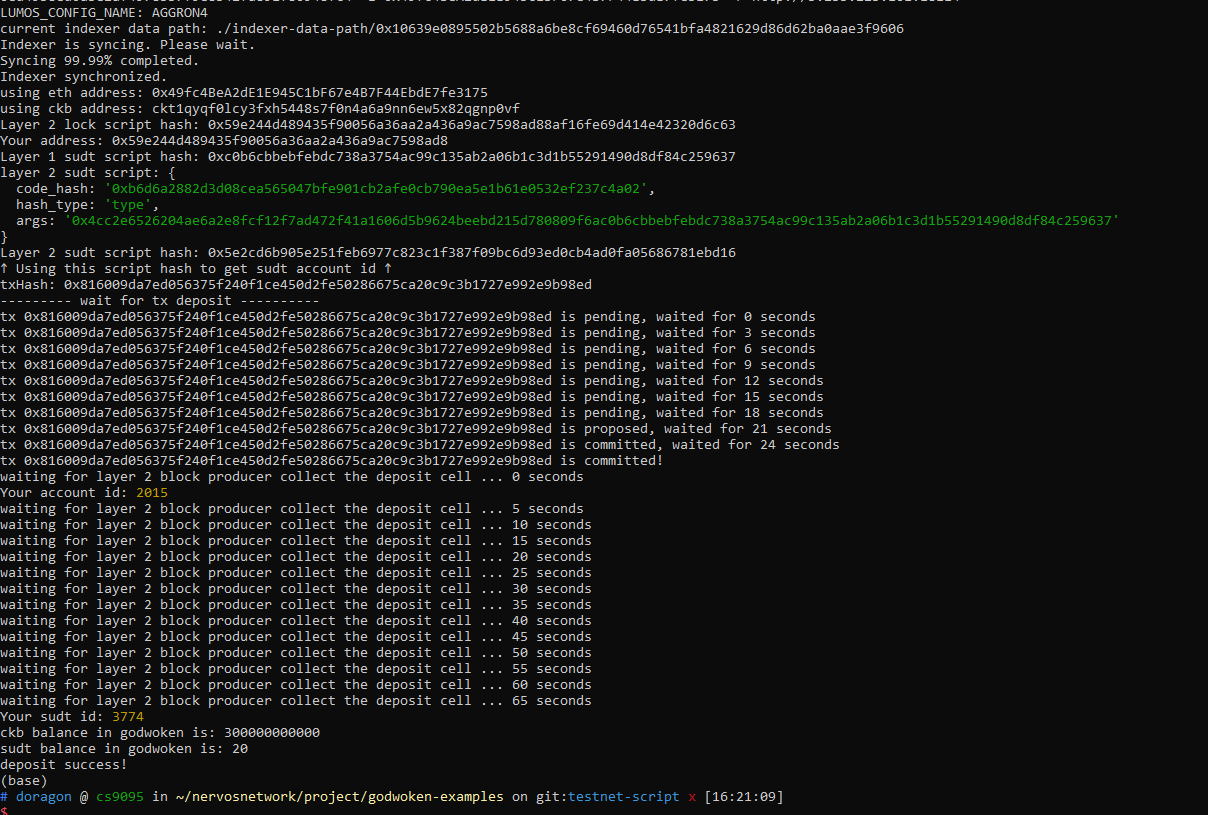 LUMOS_CONFIG_NAME: AGGRON4
current indexer data path: ./indexer-data-path/0x10639e0895502b5688a6be8cf69460d76541bfa4821629d86d62ba0aae3f9606
Indexer is syncing. Please wait.
Syncing 99.99% completed.
Indexer synchronized.
using eth address: 0x49fc4BeA2dE1E945C1bF67e4B7F44EbdE7fe3175
using ckb address: ckt1qyqf0lcy3fxh5448s7f0n4a6a9nn6ew5x82qgnp0vf
Layer 2 lock script hash: 0x59e244d489435f90056a36aa2a436a9ac7598ad88af16fe69d414e42320d6c63
Your address: 0x59e244d489435f90056a36aa2a436a9ac7598ad8
Layer 1 sudt script hash: 0xc0b6cbbebfebdc738a3754ac99c135ab2a06b1c3d1b55291490d8df84c259637
layer 2 sudt script: {
  code_hash: '0xb6d6a2882d3d08cea565047bfe901cb2afe0cb790ea5e1b61e0532ef237c4a02',
  hash_type: 'type',
  args: '0x4cc2e6526204ae6a2e8fcf12f7ad472f41a1606d5b9624beebd215d780809f6ac0b6cbbebfebdc738a3754ac99c135ab2a06b1c3d1b55291490d8df84c259637'
}
Layer 2 sudt script hash: 0x5e2cd6b905e251feb6977c823c1f387f09bc6d93ed0cb4ad0fa05686781ebd16
↑ Using this script hash to get sudt account id ↑
txHash: 0x816009da7ed056375f240f1ce450d2fe50286675ca20c9c3b1727e992e9b98ed
--------- wait for tx deposit ----------
tx 0x816009da7ed056375f240f1ce450d2fe50286675ca20c9c3b1727e992e9b98ed is pending, waited for 0 seconds
tx 0x816009da7ed056375f240f1ce450d2fe50286675ca20c9c3b1727e992e9b98ed is pending, waited for 3 seconds
tx 0x816009da7ed056375f240f1ce450d2fe50286675ca20c9c3b1727e992e9b98ed is pending, waited for 6 seconds
tx 0x816009da7ed056375f240f1ce450d2fe50286675ca20c9c3b1727e992e9b98ed is pending, waited for 9 seconds
tx 0x816009da7ed056375f240f1ce450d2fe50286675ca20c9c3b1727e992e9b98ed is pending, waited for 12 seconds
tx 0x816009da7ed056375f240f1ce450d2fe50286675ca20c9c3b1727e992e9b98ed is pending, waited for 15 seconds
tx 0x816009da7ed056375f240f1ce450d2fe50286675ca20c9c3b1727e992e9b98ed is pending, waited for 18 seconds
tx 0x816009da7ed056375f240f1ce450d2fe50286675ca20c9c3b1727e992e9b98ed is proposed, waited for 21 seconds
tx 0x816009da7ed056375f240f1ce450d2fe50286675ca20c9c3b1727e992e9b98ed is committed, waited for 24 seconds
tx 0x816009da7ed056375f240f1ce450d2fe50286675ca20c9c3b1727e992e9b98ed is committed!
waiting for layer 2 block producer collect the deposit cell ... 0 seconds
Your account id: 2015
waiting for layer 2 block producer collect the deposit cell ... 5 seconds
waiting for layer 2 block producer collect the deposit cell ... 10 seconds
waiting for layer 2 block producer collect the deposit cell ... 15 seconds
waiting for layer 2 block producer collect the deposit cell ... 20 seconds
waiting for layer 2 block producer collect the deposit cell ... 25 seconds
waiting for layer 2 block producer collect the deposit cell ... 30 seconds
waiting for layer 2 block producer collect the deposit cell ... 35 seconds
waiting for layer 2 block producer collect the deposit cell ... 40 seconds
waiting for layer 2 block producer collect the deposit cell ... 45 seconds
waiting for layer 2 block producer collect the deposit cell ... 50 seconds
waiting for layer 2 block producer collect the deposit cell ... 55 seconds
waiting for layer 2 block producer collect the deposit cell ... 60 seconds
waiting for layer 2 block producer collect the deposit cell ... 65 seconds
Your sudt id: 3774
ckb balance in godwoken is: 300000000000
sudt balance in godwoken is: 20
deposit success!
(base)
# doragon @ cs9095 in ~/nervosnetwork/project/godwoken-examples on git:testnet-script x [16:21:09]
$